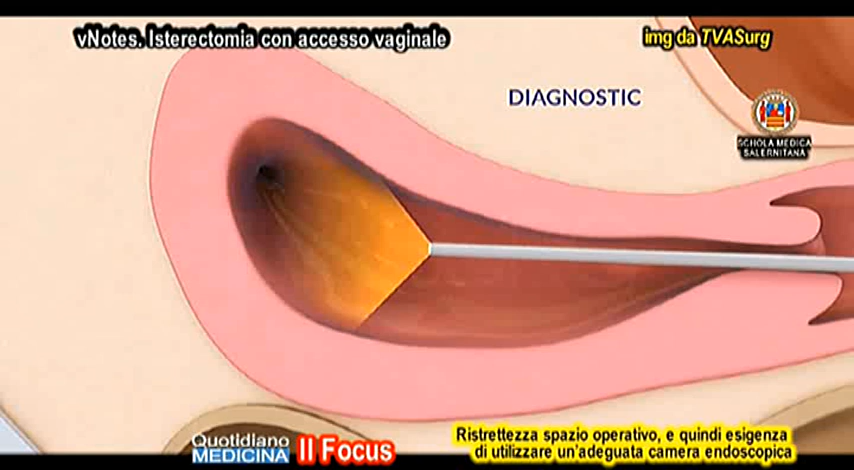 vNotes. Isterectomia con accesso vaginale
img da TVASurg
DIAGNOSTIC
SCHOLA MEDICA
SALERNITANA
Quotidiano
MEDICINA
Il Focus
Ristrettezza spazio operativo, e quindi esigenza
di utilizzare un'adeguata camera endoscopica